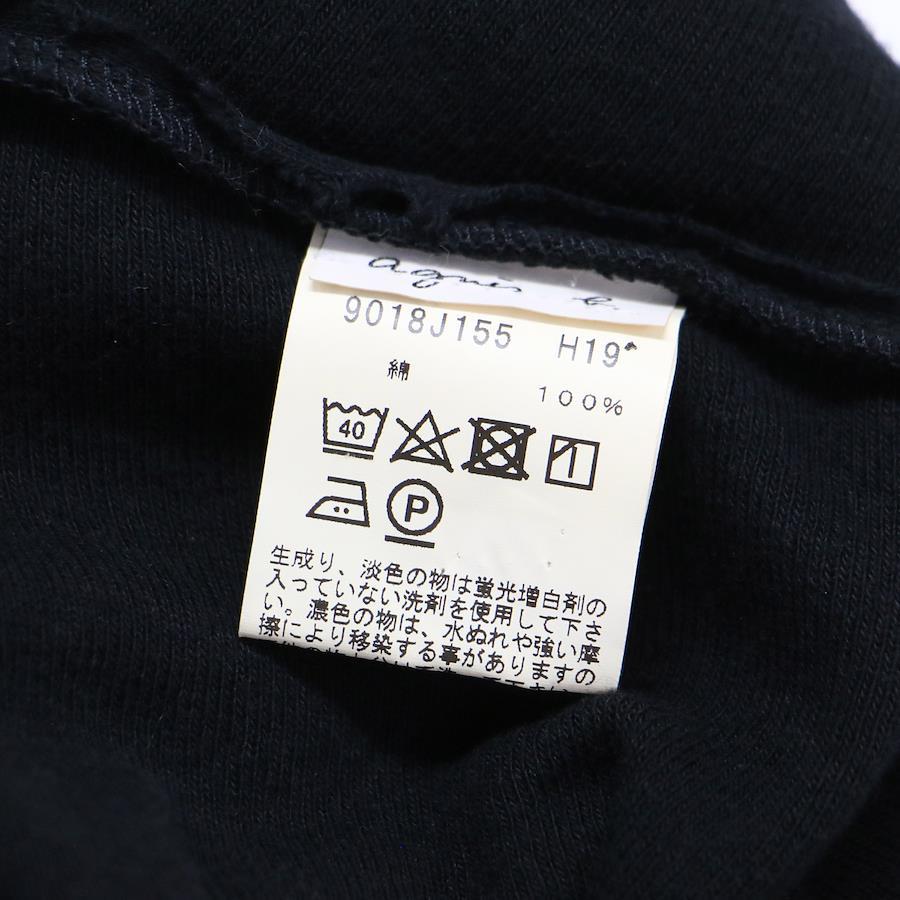 agnès b.
9018J155 H19
綿 100%
40
P
生成り、淡色の物は蛍光増白剤の
入っていない洗剤を使用して下さ
い。濃色の物は、水ぬれや強い摩
擦により移染する事がありますの